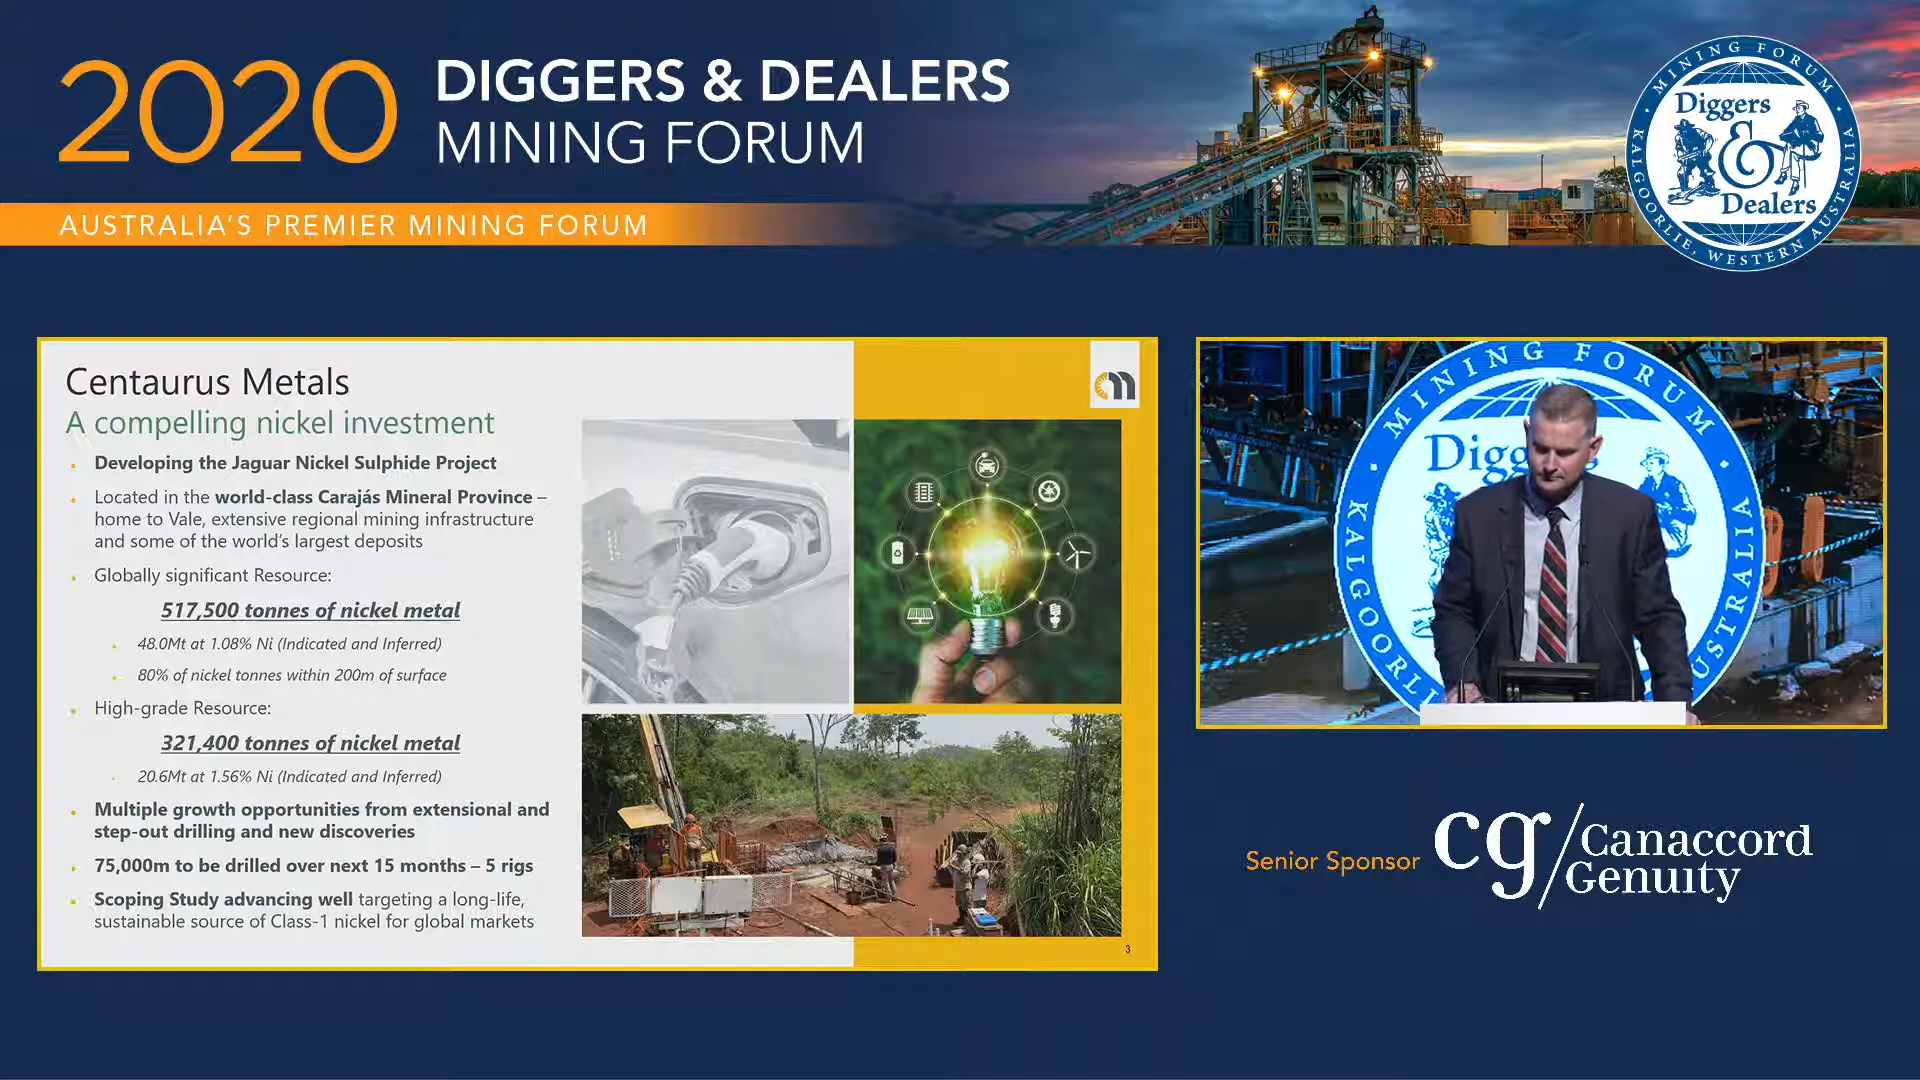 2020
DIGGERS & DEALERS
MINING FORUM
AUSTRALIA'S PREMIER MINING FORUM
MINING FORUM
Diggers
&
Dealers
KALGOORLIE, WESTERN AUSTRALIA
Centaurus Metals
A compelling nickel investment
Developing the Jaguar Nickel Sulphide Project
Located in the world-class Carajás Mineral Province –
home to Vale, extensive regional mining infrastructure
and some of the world's largest deposits
Globally significant Resource:
517,500 tonnes of nickel metal
48.0Mt at 1.08% Ni (Indicated and Inferred)
80% of nickel tonnes within 200m of surface
High-grade Resource:
321,400 tonnes of nickel metal
20.6Mt at 1.56% Ni (Indicated and Inferred)
Multiple growth opportunities from extensional and
step-out drilling and new discoveries
75,000m to be drilled over next 15 months – 5 rigs
Scoping Study advancing well targeting a long-life,
sustainable source of Class-1 nickel for global markets
3
MINING FORUM
Digg s
KALGOORLI
AUSTRALIA
Senior Sponsor
cg/Canaccord
Genuity